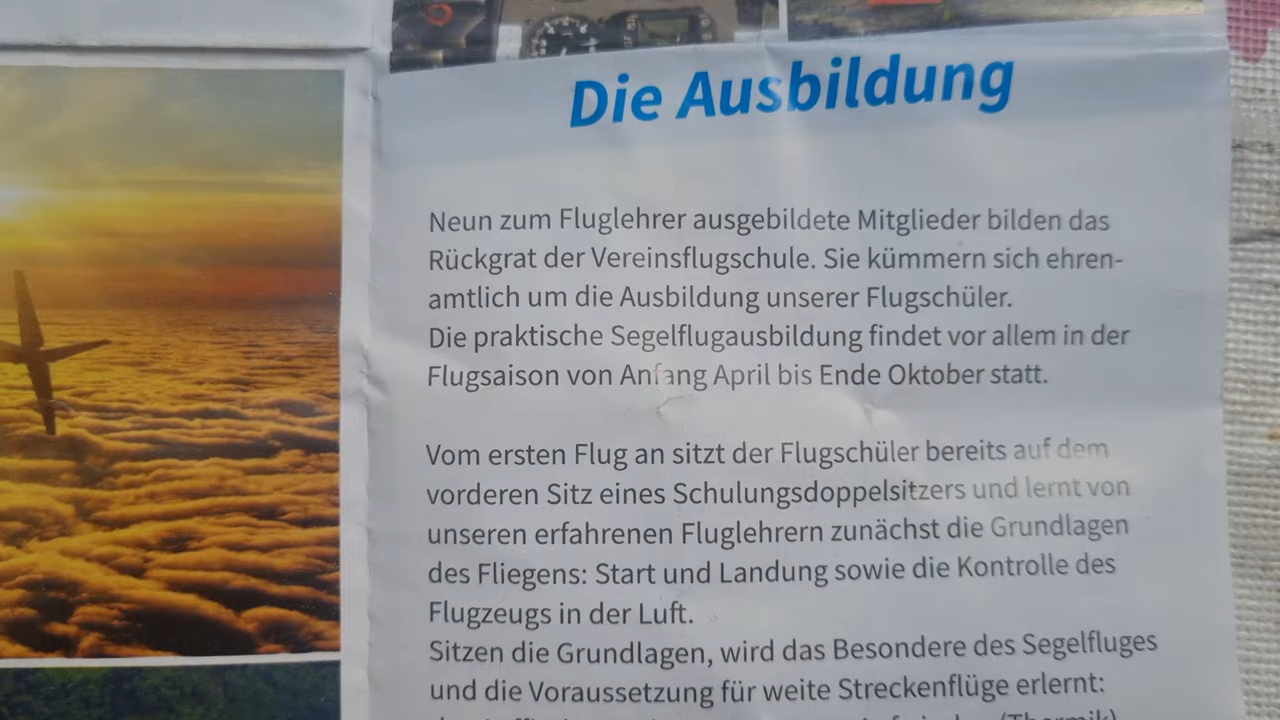 Die Ausbildung
Neun zum Fluglehrer ausgebildete Mitglieder bilden das
Rückgrat der Vereinsflugschule. Sie kümmern sich ehren-
amtlich um die Ausbildung unserer Flugschüler.
Die praktische Segelflugausbildung findet vor allem in der
Flugsaison von Anfang April bis Ende Oktober statt.
Vom ersten Flug an sitzt der Flugschüler bereits auf dem
vorderen Sitz eines Schulungsdoppelsitzers und lernt von
unseren erfahrenen Fluglehrern zunächst die Grundlagen
des Fliegens: Start und Landung sowie die Kontrolle des
Flugzeugs in der Luft.
Sitzen die Grundlagen, wird das Besondere des Segelfluges
und die Voraussetzung für weite Streckenflüge erlernt:
(Thermik)